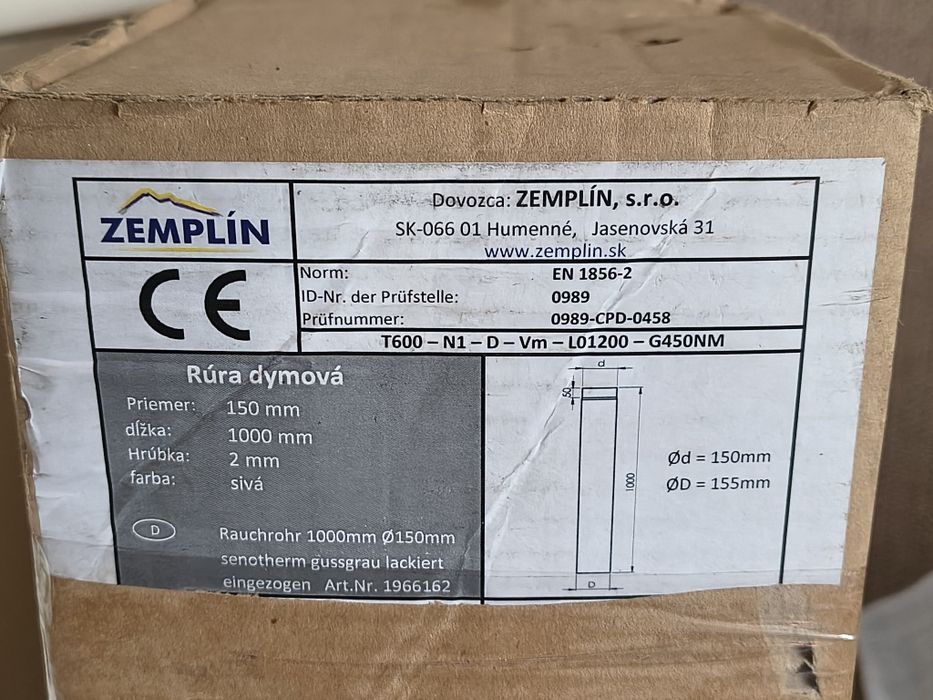 ZEMPLÍN
Dovozca: ZEMPLÍN, s.r.o.
SK-066 01 Humenné, Jasenovská 31
www.zemplin.sk
CE
Norm: EN 1856-2
ID-Nr. der Prüfstelle: 0989
Prüfnummer: 0989-CPD-0458
T600 – N1 – D – Vm – L01200 – G450NM
Rúra dymová
Priemer: 150 mm
dĺžka: 1000 mm
Hrúbka: 2 mm
farba: sivá
D
Rauchrohr 1000mm Ø150mm
senotherm gussgrau lackiert
eingezogen Art.Nr. 1966162
d
50
1000
Ød = 150mm
ØD = 155mm
D